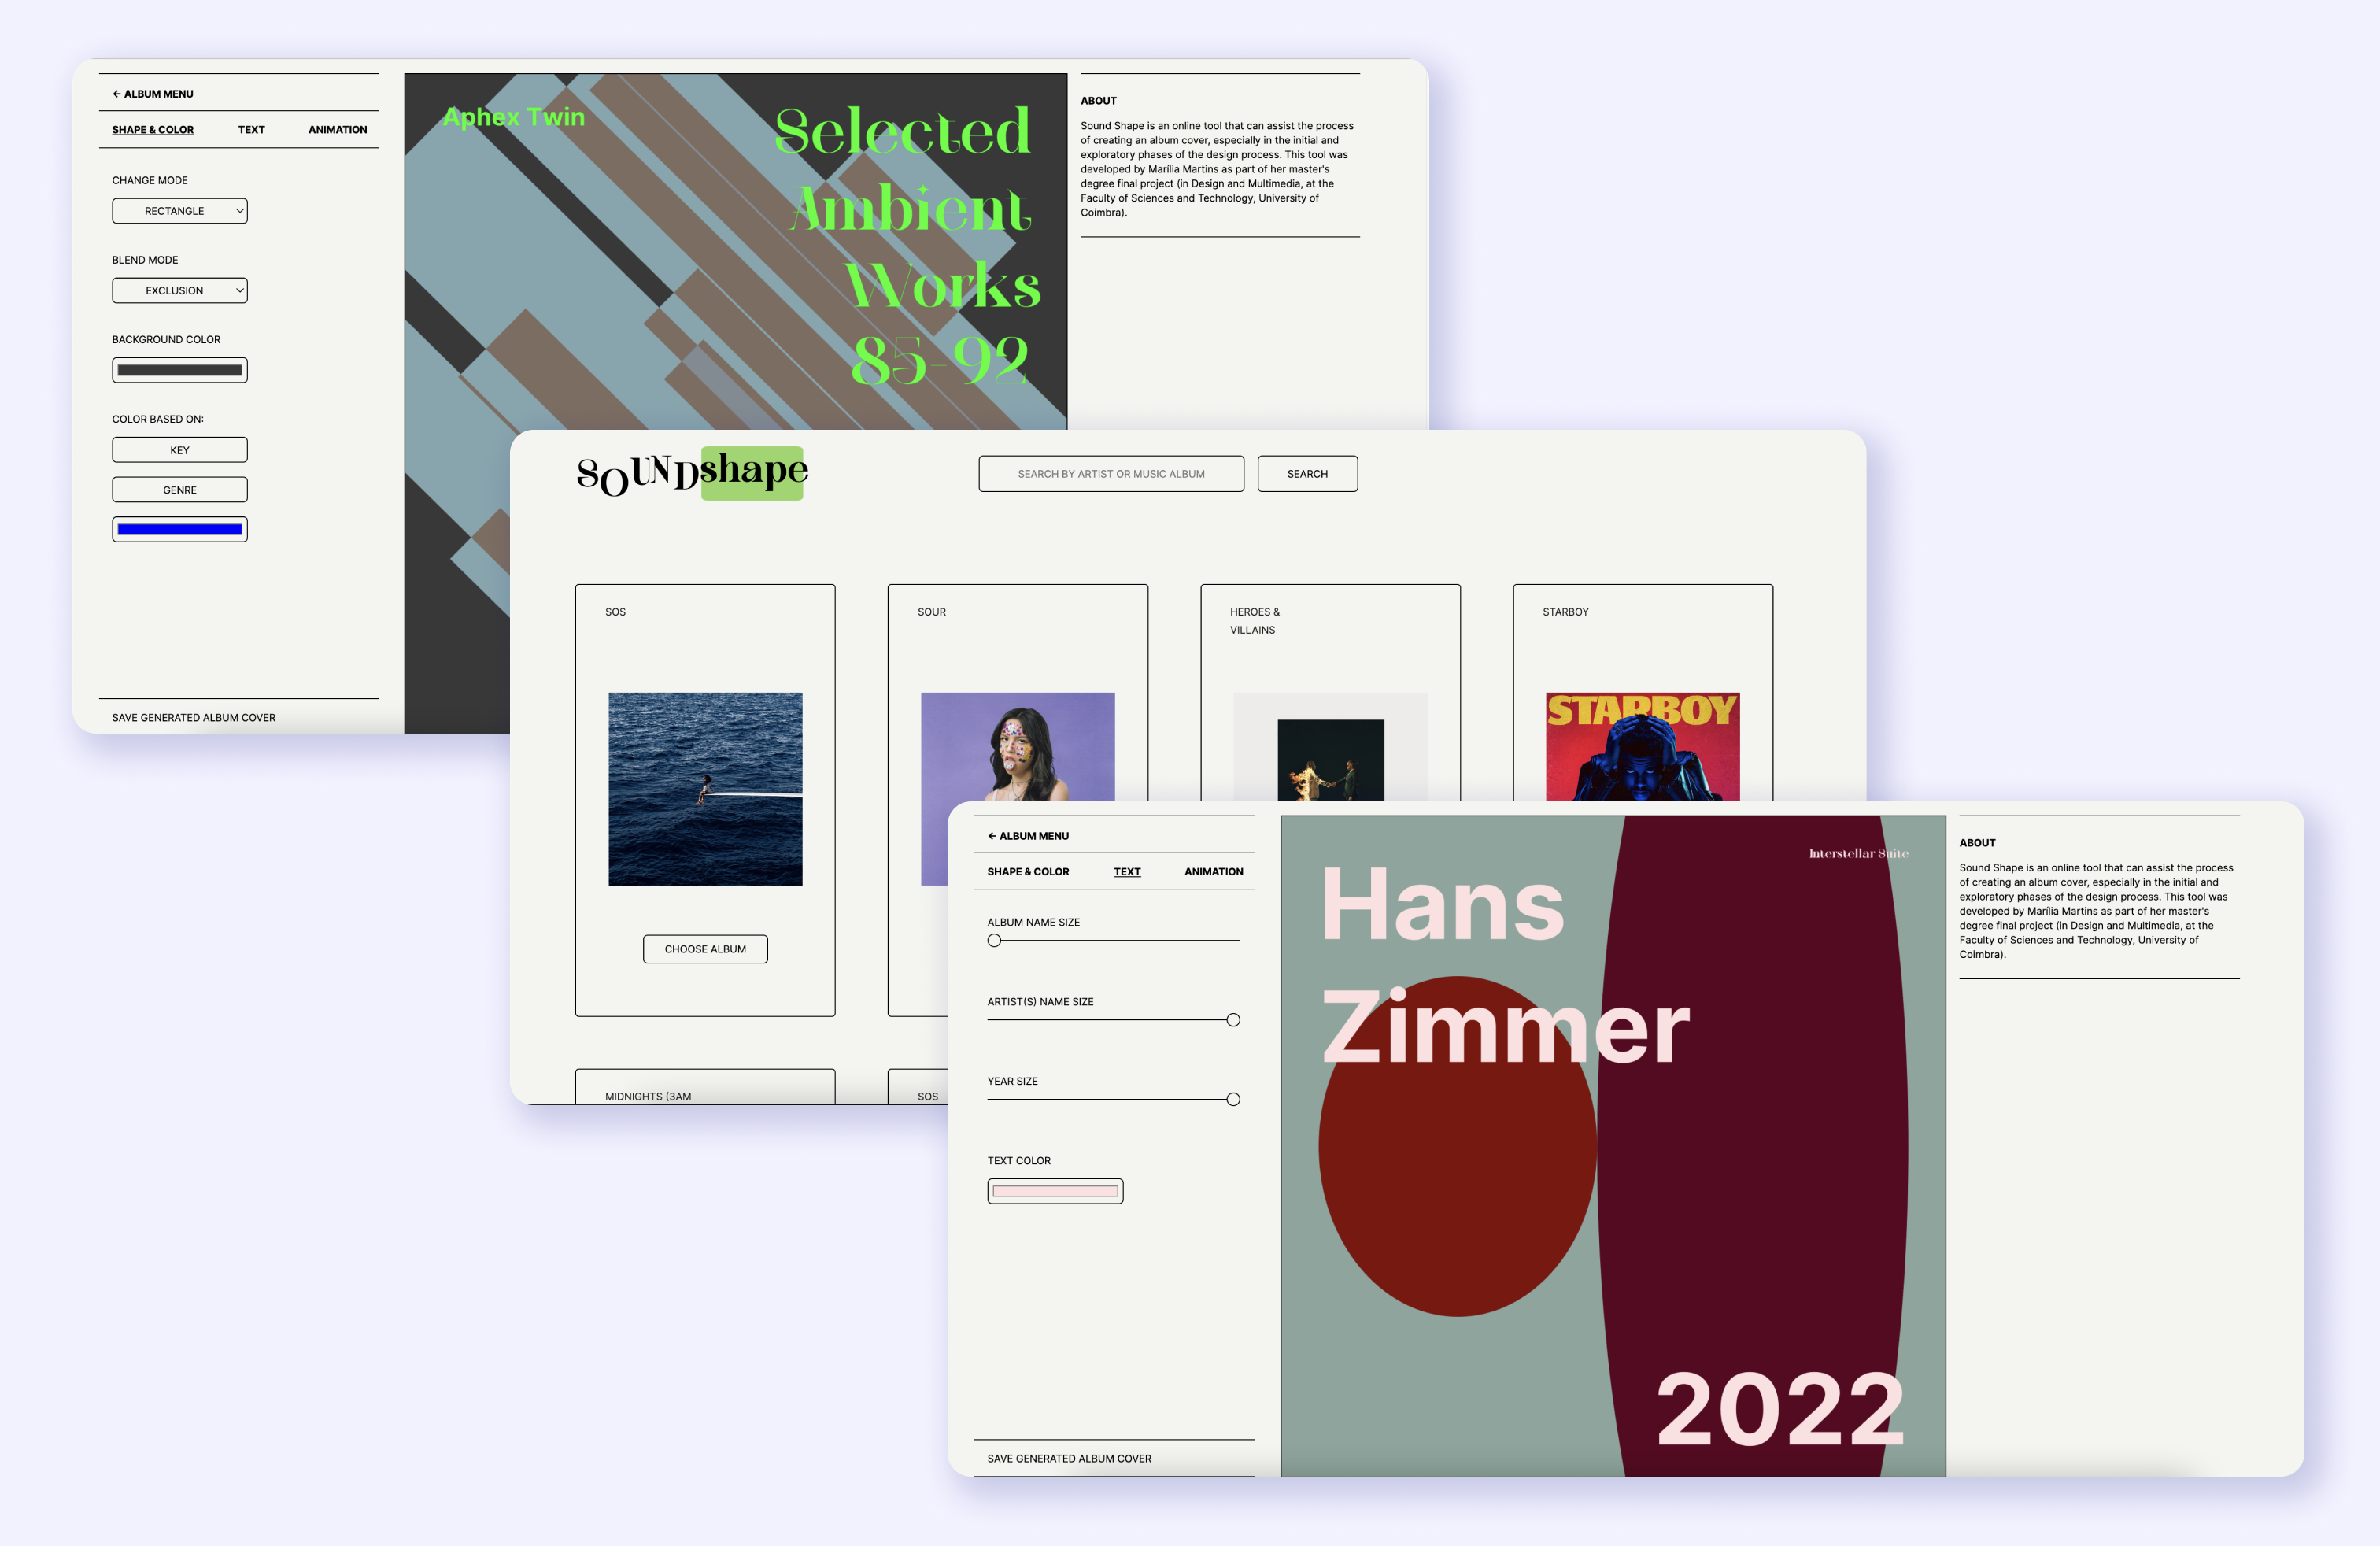 ← ALBUM MENU
SHAPE & COLOR TEXT ANIMATION
CHANGE MODE
RECTANGLE
BLEND MODE
EXCLUSION
BACKGROUND COLOR
COLOR BASED ON:
KEY
GENRE
SAVE GENERATED ALBUM COVER
Aphex Twin
Selected
Ambient
Works
85-92
ABOUT
Sound Shape is an online tool that can assist the process
of creating an album cover, especially in the initial and
exploratory phases of the design process. This tool was
developed by Marília Martins as part of her master's
degree final project (in Design and Multimedia, at the
Faculty of Sciences and Technology, University of
Coimbra).
SOUNDshape
SEARCH BY ARTIST OR MUSIC ALBUM
SEARCH
SOS
CHOOSE ALBUM
SOUR
HEROES &
VILLAINS
STARBOY
STARBOY
MIDNIGHTS (3AM
SOS
← ALBUM MENU
SHAPE & COLOR TEXT ANIMATION
ALBUM NAME SIZE
ARTIST(S) NAME SIZE
YEAR SIZE
TEXT COLOR
SAVE GENERATED ALBUM COVER
Interstellar Suite
Hans
Zimmer
2022
ABOUT
Sound Shape is an online tool that can assist the process
of creating an album cover, especially in the initial and
exploratory phases of the design process. This tool was
developed by Marília Martins as part of her master's
degree final project (in Design and Multimedia, at the
Faculty of Sciences and Technology, University of
Coimbra).